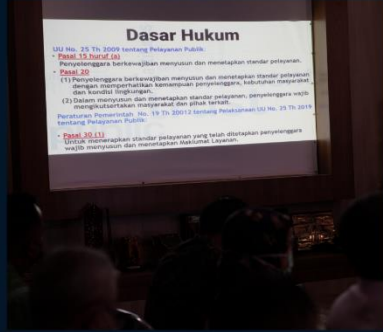 Dasar Hukum
UU No. 25 Th 2009 tentang Pelayanan Publik:
• Pasal 15 huruf (a)
Penyelenggara berkewajiban menyusun dan menetapkan standar pelayanan.
• Pasal 20
(1) Penyelenggara berkewajiban menyusun dan menetapkan standar pelayanan
dengan memperhatikan kemampuan penyelenggara, kebutuhan masyarakat
dan kondisi lingkungan.
(2) Dalam menyusun dan menetapkan standar pelayanan, penyelenggara wajib
mengikutsertakan masyarakat dan pihak terkait.
Peraturan Pemerintah No. 19 Th 20012 tentang Pelaksanaan UU No. 25 Th 2019
tentang Pelayanan Publik:
• Pasal 30 (1)
Untuk menerapkan standar pelayanan yang telah ditetapkan penyelenggara
wajib menyusun dan menetapkan Maklumat Layanan.